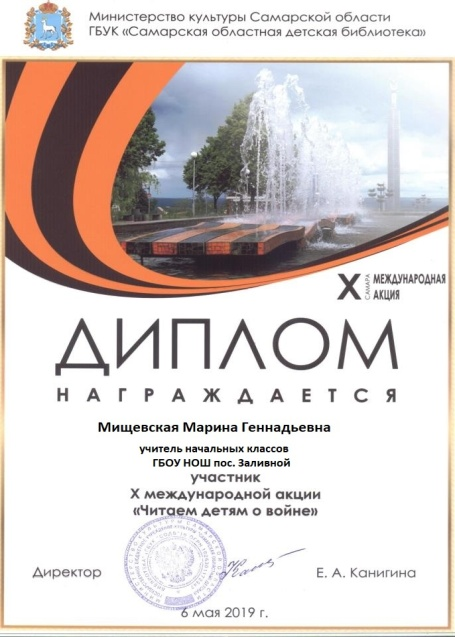 Министерство культуры Самарской области
ГБУК «Самарская областная детская библиотека»
X САМАРА МЕЖДУНАРОДНАЯ
АКЦИЯ
ДИПЛОМ
НАГРАЖДАЕТСЯ
Мищевская Марина Геннадьевна
учитель начальных классов
ГБОУ НОШ пос. Заливной
участник
X международной акции
«Читаем детям о войне»
Директор
Е. А. Канигина
6 мая 2019 г.